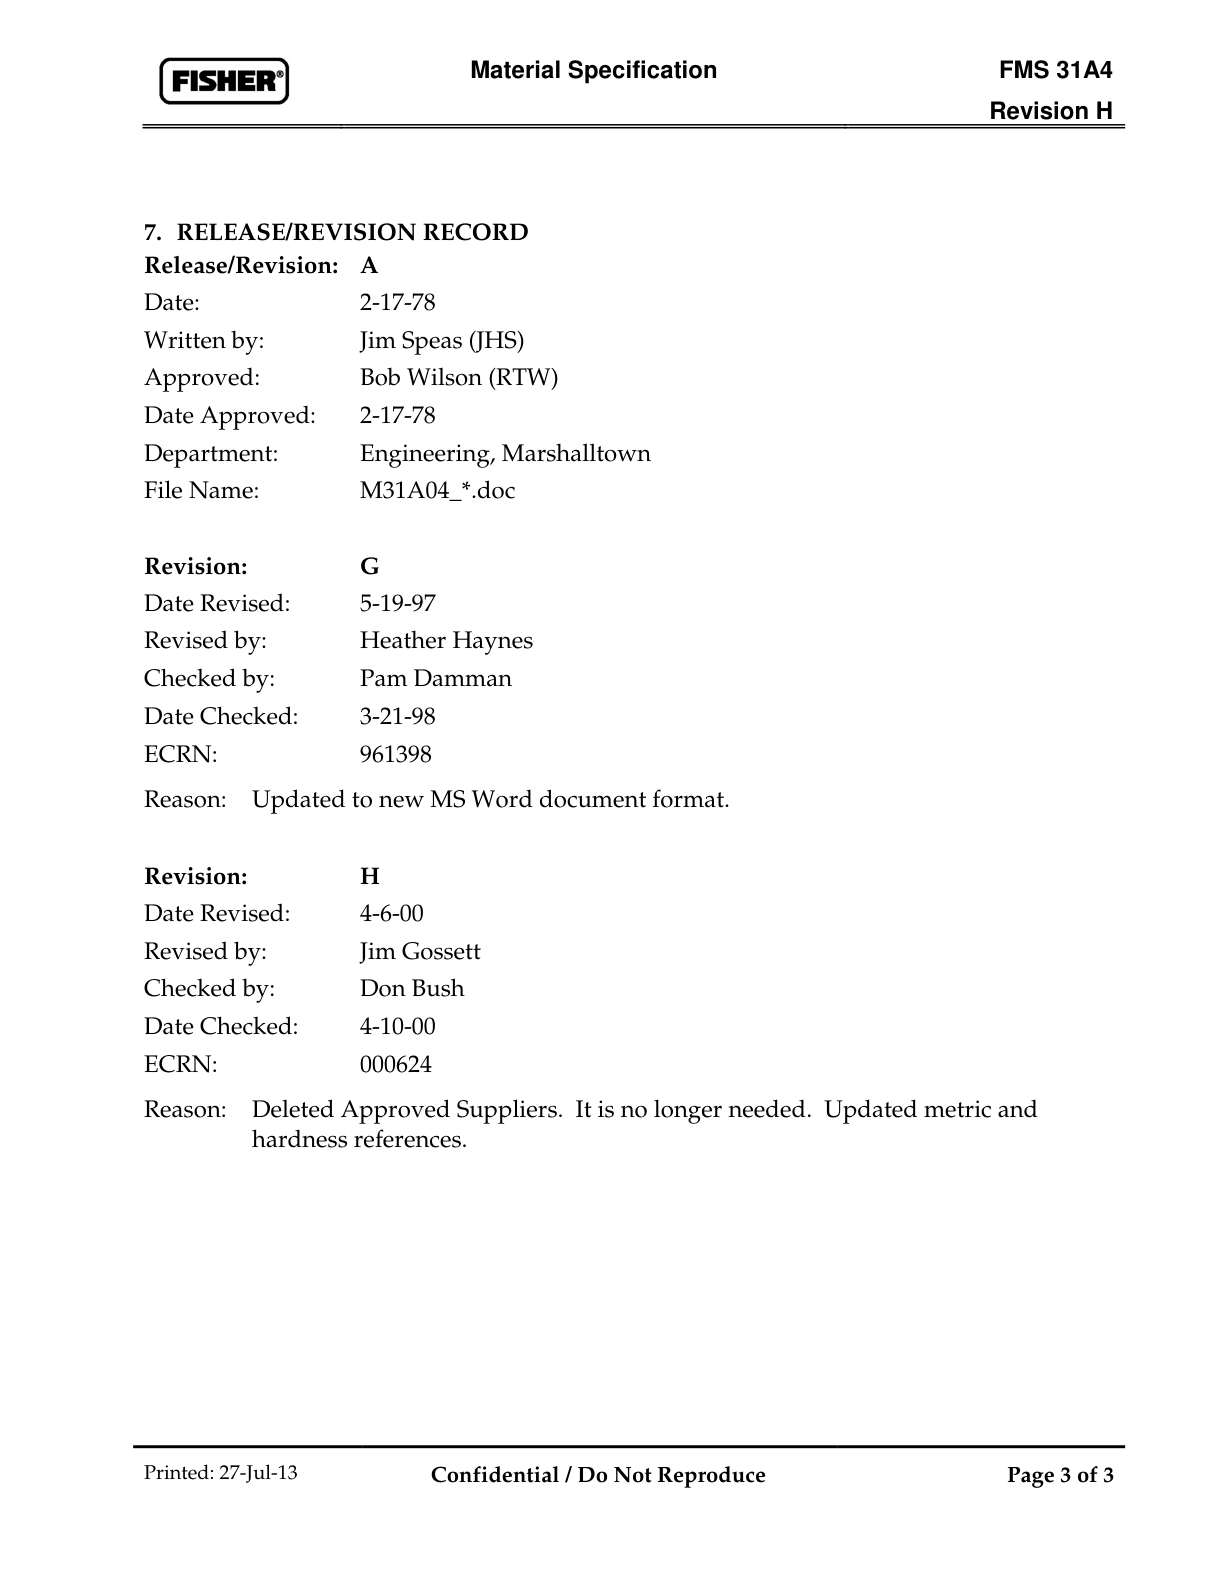 FISHER®
Material Specification
FMS 31A4
Revision H
7. RELEASE/REVISION RECORD
Release/Revision: A
Date: 2-17-78
Written by: Jim Speas (JHS)
Approved: Bob Wilson (RTW)
Date Approved: 2-17-78
Department: Engineering, Marshalltown
File Name: M31A04_*.doc
Revision: G
Date Revised: 5-19-97
Revised by: Heather Haynes
Checked by: Pam Damman
Date Checked: 3-21-98
ECRN: 961398
Reason: Updated to new MS Word document format.
Revision: H
Date Revised: 4-6-00
Revised by: Jim Gossett
Checked by: Don Bush
Date Checked: 4-10-00
ECRN: 000624
Reason: Deleted Approved Suppliers.  It is no longer needed.  Updated metric and
hardness references.
Printed: 27-Jul-13 Confidential / Do Not Reproduce Page 3 of 3